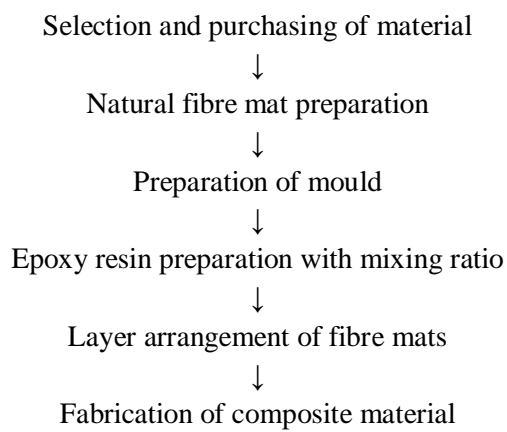 Selection and purchasing of material
↓
Natural fibre mat preparation
↓
Preparation of mould
↓
Epoxy resin preparation with mixing ratio
↓
Layer arrangement of fibre mats
↓
Fabrication of composite material